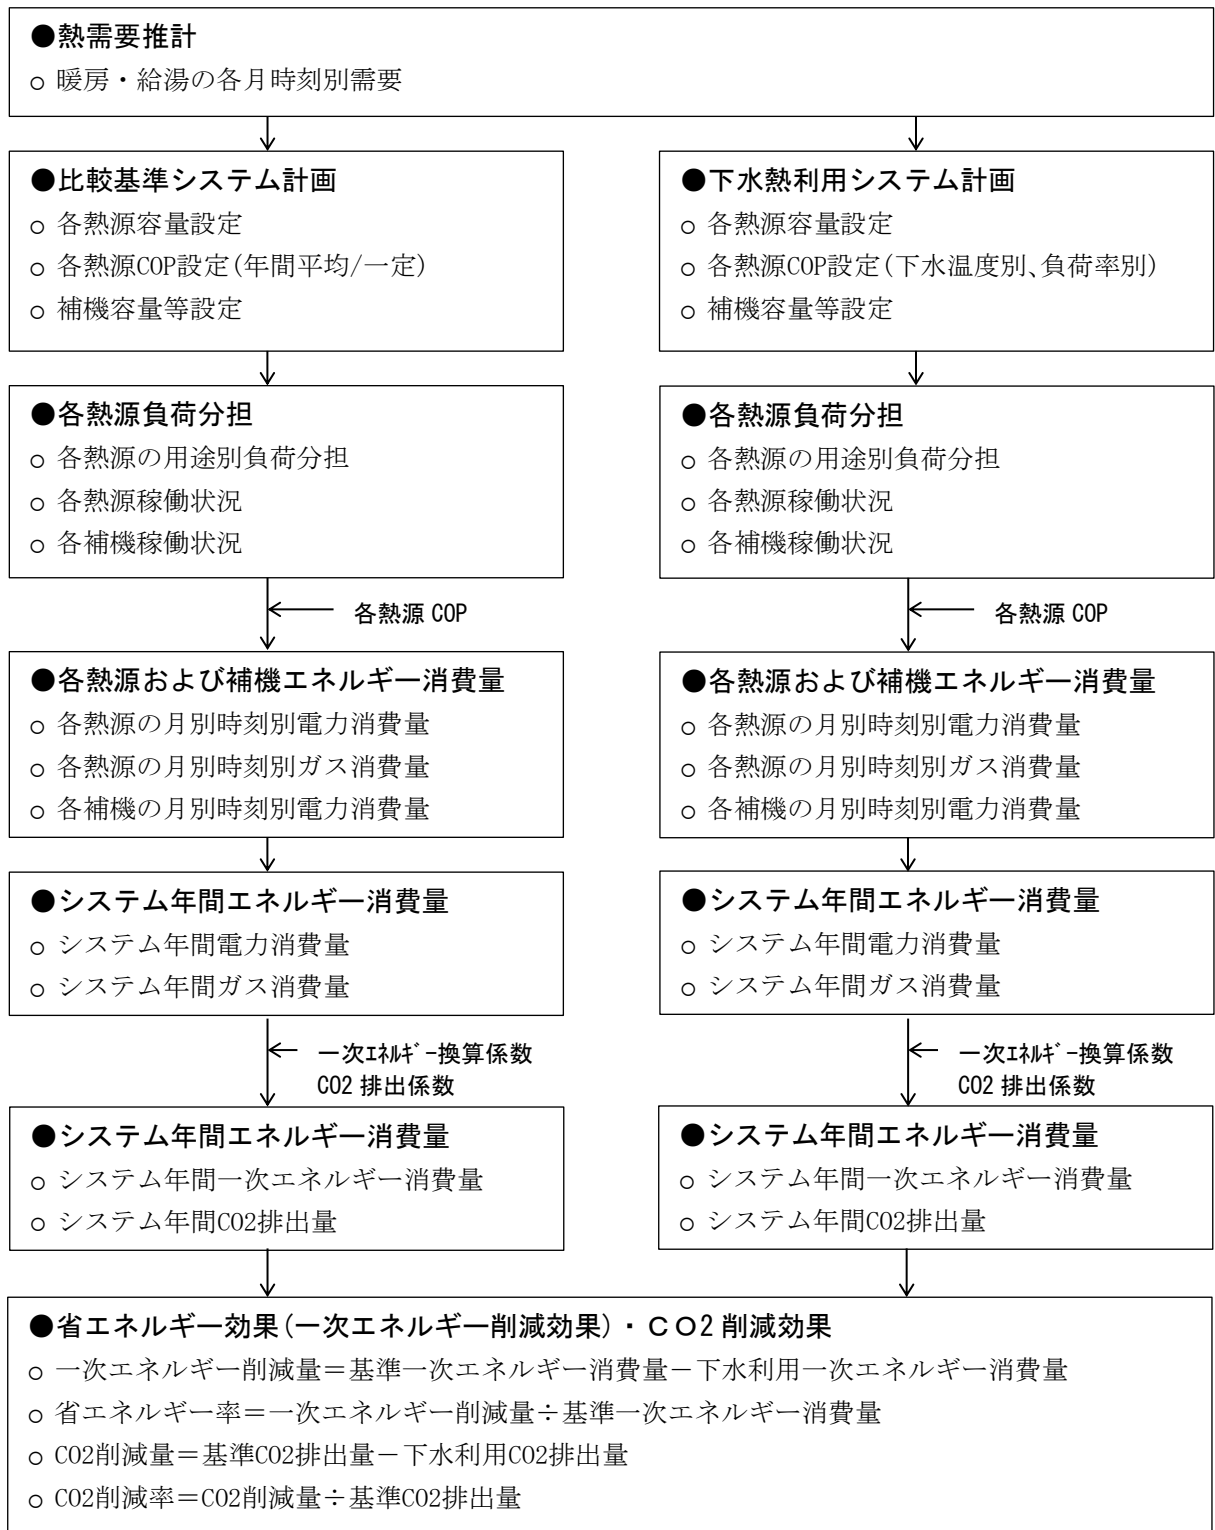 ●熱需要推計
○ 暖房・給湯の各月時刻別需要
●比較基準システム計画
○ 各熱源容量設定
○ 各熱源COP設定(年間平均/一定)
○ 補機容量等設定
●下水熱利用システム計画
○ 各熱源容量設定
○ 各熱源COP設定(下水温度別、負荷率別)
○ 補機容量等設定
●各熱源負荷分担
○ 各熱源の用途別負荷分担
○ 各熱源稼働状況
○ 各補機稼働状況
●各熱源負荷分担
○ 各熱源の用途別負荷分担
○ 各熱源稼働状況
○ 各補機稼働状況
各熱源 COP
各熱源 COP
●各熱源および補機エネルギー消費量
○ 各熱源の月別時刻別電力消費量
○ 各熱源の月別時刻別ガス消費量
○ 各補機の月別時刻別電力消費量
●各熱源および補機エネルギー消費量
○ 各熱源の月別時刻別電力消費量
○ 各熱源の月別時刻別ガス消費量
○ 各補機の月別時刻別電力消費量
●システム年間エネルギー消費量
○ システム年間電力消費量
○ システム年間ガス消費量
●システム年間エネルギー消費量
○ システム年間電力消費量
○ システム年間ガス消費量
一次ｴﾈﾙｷﾞｰ換算係数
CO2 排出係数
一次ｴﾈﾙｷﾞｰ換算係数
CO2 排出係数
●システム年間エネルギー消費量
○ システム年間一次エネルギー消費量
○ システム年間CO2排出量
●システム年間エネルギー消費量
○ システム年間一次エネルギー消費量
○ システム年間CO2排出量
●省エネルギー効果(一次エネルギー削減効果)・ＣＯ2 削減効果
○ 一次エネルギー削減量＝基準一次エネルギー消費量－下水利用一次エネルギー消費量
○ 省エネルギー率＝一次エネルギー削減量÷基準一次エネルギー消費量
○ CO2削減量＝基準CO2排出量－下水利用CO2排出量
○ CO2削減率＝CO2削減量÷基準CO2排出量